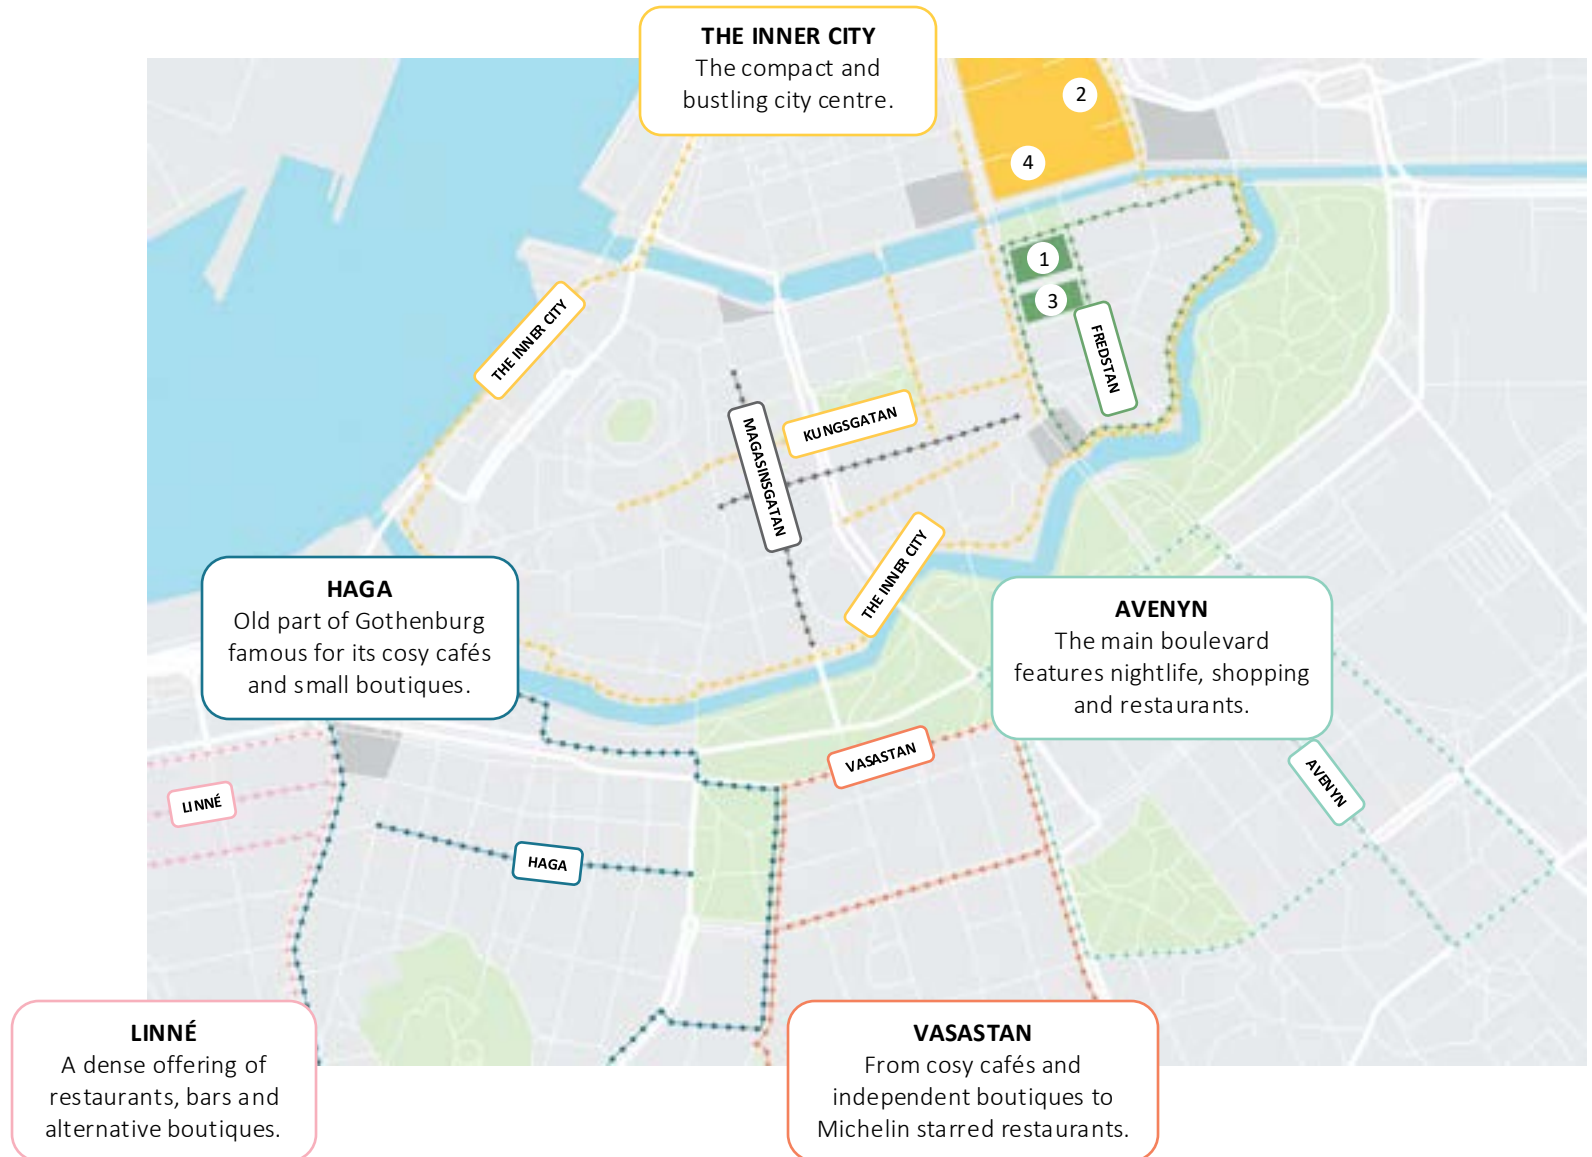 THE INNER CITY
The compact and
bustling city centre.
2
4
1
3
THE INNER CITY
FREDSTAN
KUNGSGATAN
MAGASINSGATAN
THE INNER CITY
HAGA
Old part of Gothenburg
famous for its cosy cafés
and small boutiques.
AVENYN
The main boulevard
features nightlife, shopping
and restaurants.
VASASTAN
AVENYN
LINNÉ
HAGA
LINNÉ
A dense offering of
restaurants, bars and
alternative boutiques.
VASASTAN
From cosy cafés and
independent boutiques to
Michelin starred restaurants.